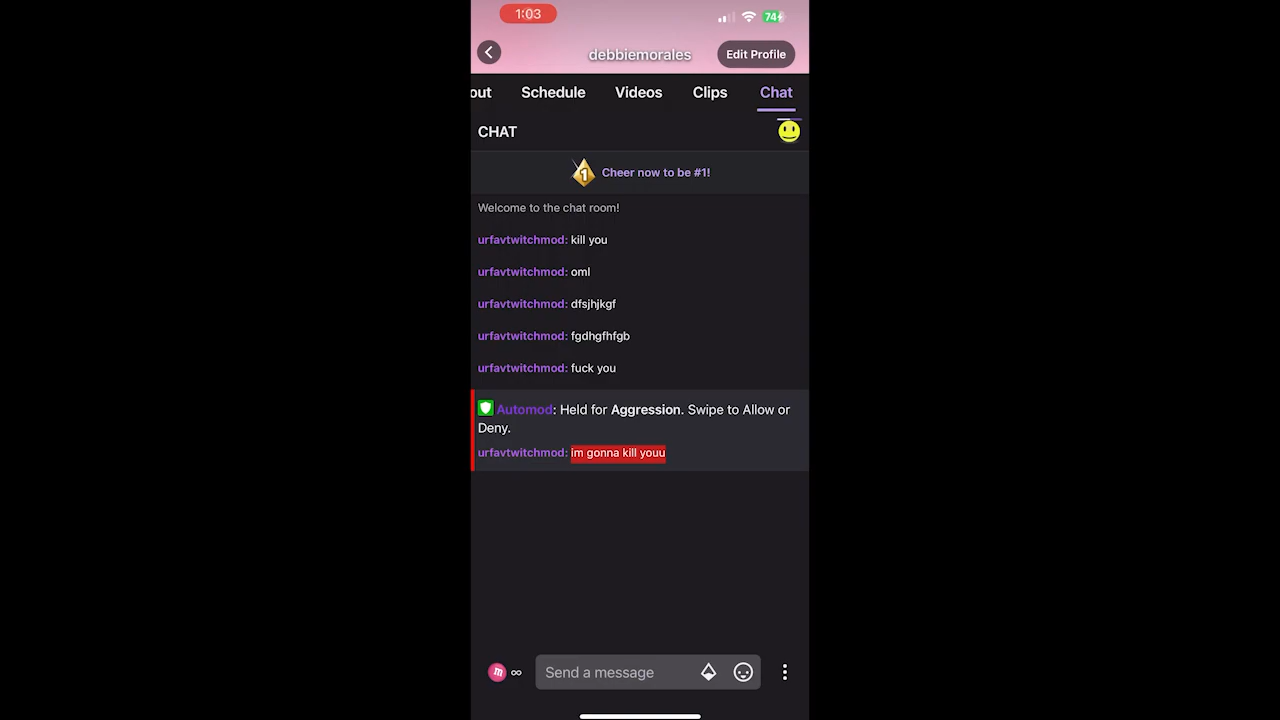 1:03
74
debbiemorales
Edit Profile
out Schedule Videos Clips Chat
CHAT
1 Cheer now to be #1!
Welcome to the chat room!
urfavtwitchmod: kill you
urfavtwitchmod: oml
urfavtwitchmod: dfsjhjkgf
urfavtwitchmod: fgdhgfhfgb
urfavtwitchmod: fuck you
Automod: Held for Aggression. Swipe to Allow or
Deny.
urfavtwitchmod: im gonna kill youu
m ∞ Send a message